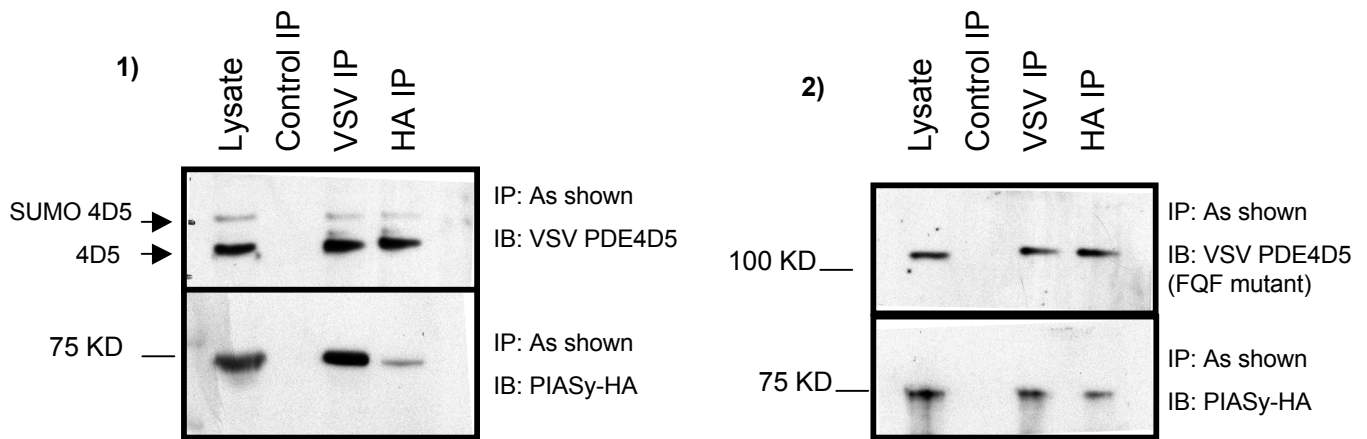 1)
Lysate
Control IP
VSV IP
HA IP
SUMO 4D5
4D5
IP: As shown
IB: VSV PDE4D5
75 KD
IP: As shown
IB: PIASy-HA
2)
Lysate
Control IP
VSV IP
HA IP
100 KD
IP: As shown
IB: VSV PDE4D5
(FQF mutant)
75 KD
IP: As shown
IB: PIASy-HA